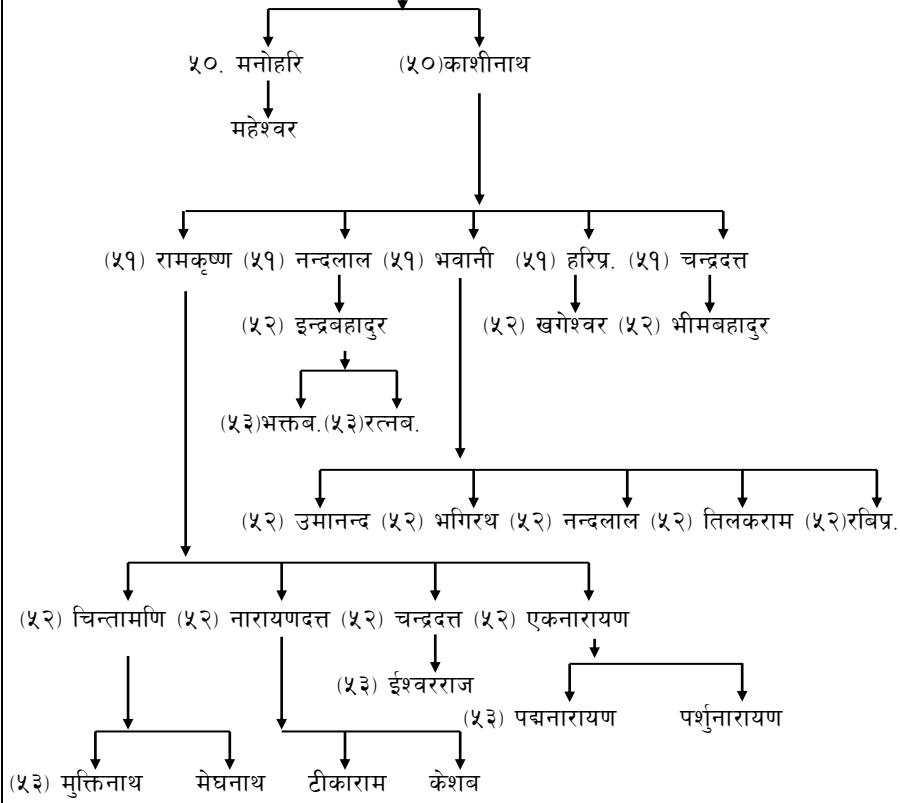 ५०. मनोहरि (५०)काशीनाथ
महेश्वर
(५१) रामकृष्ण (५१) नन्दलाल (५१) भवानी (५१) हरिप्र. (५१) चन्द्रदत्त
(५२) इन्द्रबहादुर (५२) खगेश्वर (५२) भीमबहादुर
(५३)भक्तब.(५३)रत्नब.
(५२) उमानन्द (५२) भगिरथ (५२) नन्दलाल (५२) तिलकराम (५२)रबिप्र.
(५२) चिन्तामणि (५२) नारायणदत्त (५२) चन्द्रदत्त (५२) एकनारायण
(५३) ईश्वरराज
(५३) पद्मनारायण पर्शुनारायण
(५३) मुक्तिनाथ मेघनाथ टीकाराम केशब